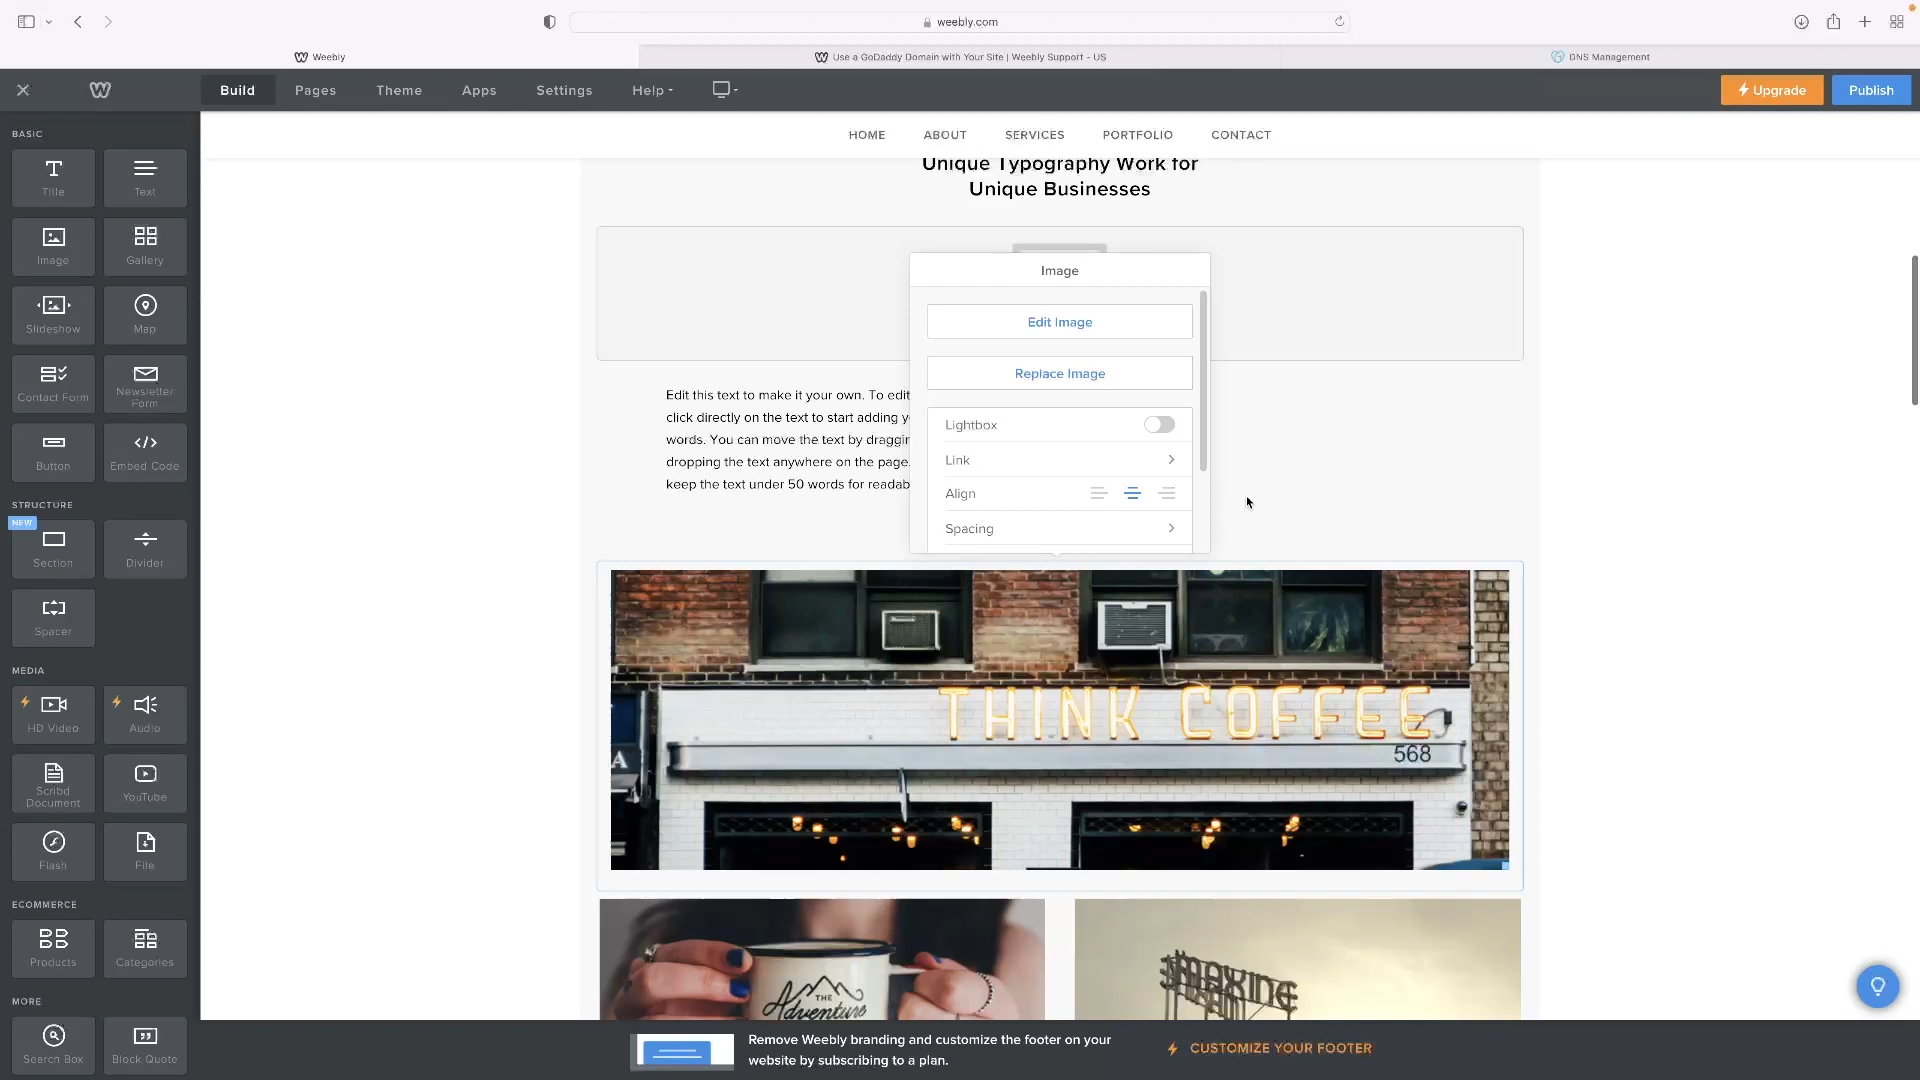 weebly.com
Weebly
Use a GoDaddy Domain with Your Site | Weebly Support - US
DNS Management
Build
Pages
Theme
Apps
Settings
Help
Upgrade
Publish
HOME
ABOUT
SERVICES
PORTFOLIO
CONTACT
BASIC
Title
Text
Image
Gallery
Slideshow
Map
Contact Form
Newsletter
Form
Button
Embed Code
STRUCTURE
NEW
Section
Divider
Spacer
MEDIA
HD Video
Audio
Scribd
Document
YouTube
Flash
File
ECOMMERCE
Products
Categories
MORE
Search Box
Block Quote
Unique Typography Work for
Unique Businesses
Edit this text to make it your own. To edit
click directly on the text to start adding
words. You can move the text by
dropping the text anywhere on the page.
keep the text under 50 words for
Image
Edit Image
Replace Image
Lightbox
Link
Align
Spacing
THINK COFFEE
568
A
THE
Adventure
MAXINE
Remove Weebly branding and customize the footer on your
website by subscribing to a plan.
CUSTOMIZE YOUR FOOTER